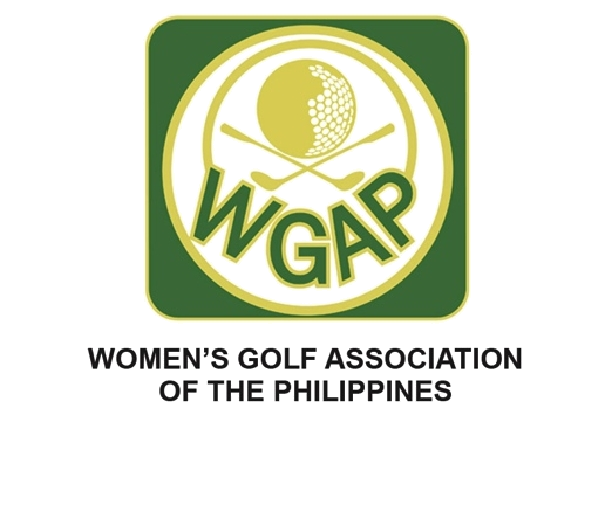 WGAP
WOMEN’S GOLF ASSOCIATION
OF THE PHILIPPINES